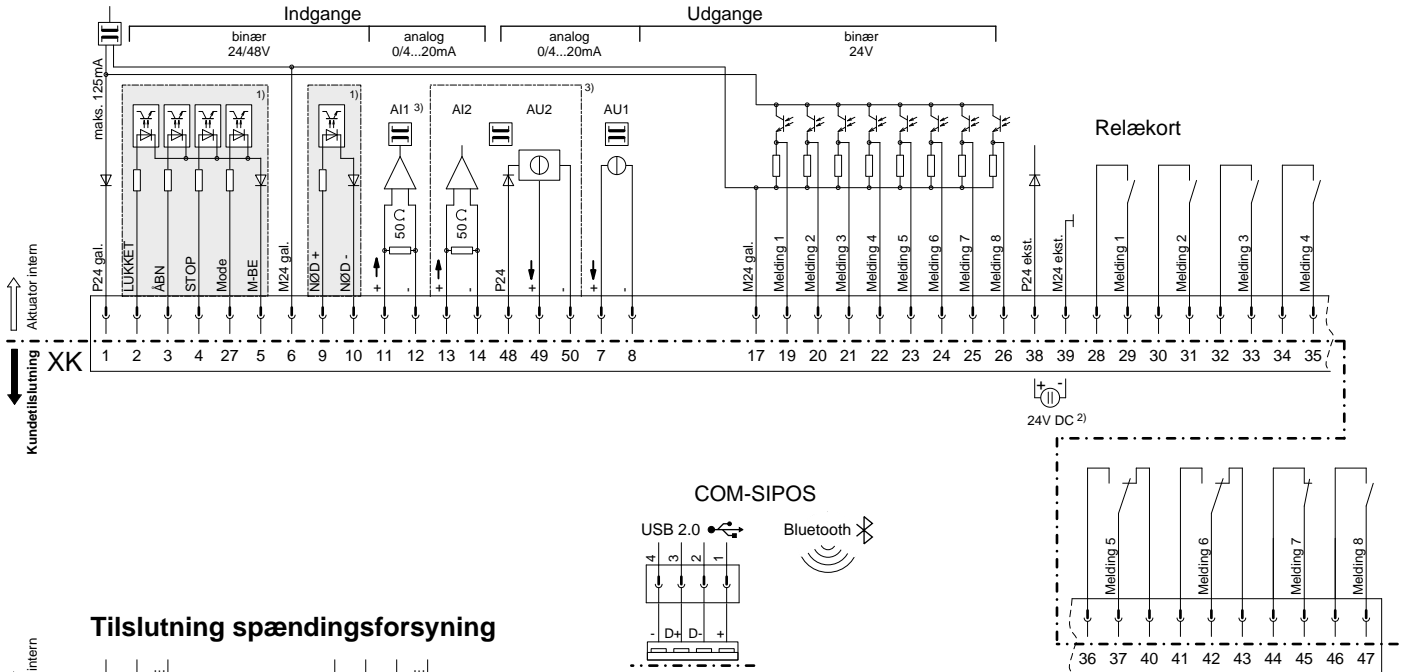 Indgange
Udgange
binær
24/48V
analog
0/4...20mA
analog
0/4...20mA
binær
24V
maks. 125mA
1)
1)
AI1 3)
AI2
AU2
3)
AU1
Relækort
50 Ω
50 Ω
P24 gal.
LUKKET
ÅBN
STOP
Mode
M-BE
M24 gal.
NØD +
NØD -
+
-
+
-
P24
+
-
+
-
M24 gal.
Melding 1
Melding 2
Melding 3
Melding 4
Melding 5
Melding 6
Melding 7
Melding 8
P24 ekst.
M24 ekst.
Melding 1
Melding 2
Melding 3
Melding 4
Aktuator intern
Kundetilslutning
XK
1 2 3 4 27 5 6 9 10 11 12 13 14 48 49 50 7 8 17 19 20 21 22 23 24 25 26 38 39 28 29 30 31 32 33 34 35
+ -
24V DC 2)
COM-SIPOS
USB 2.0
Bluetooth
4 3 2 1
- D+ D- +
Melding 5
Melding 6
Melding 7
Melding 8
36 37 40 41 42 43 44 45 46 47
Tilslutning spændingsforsyning
intern